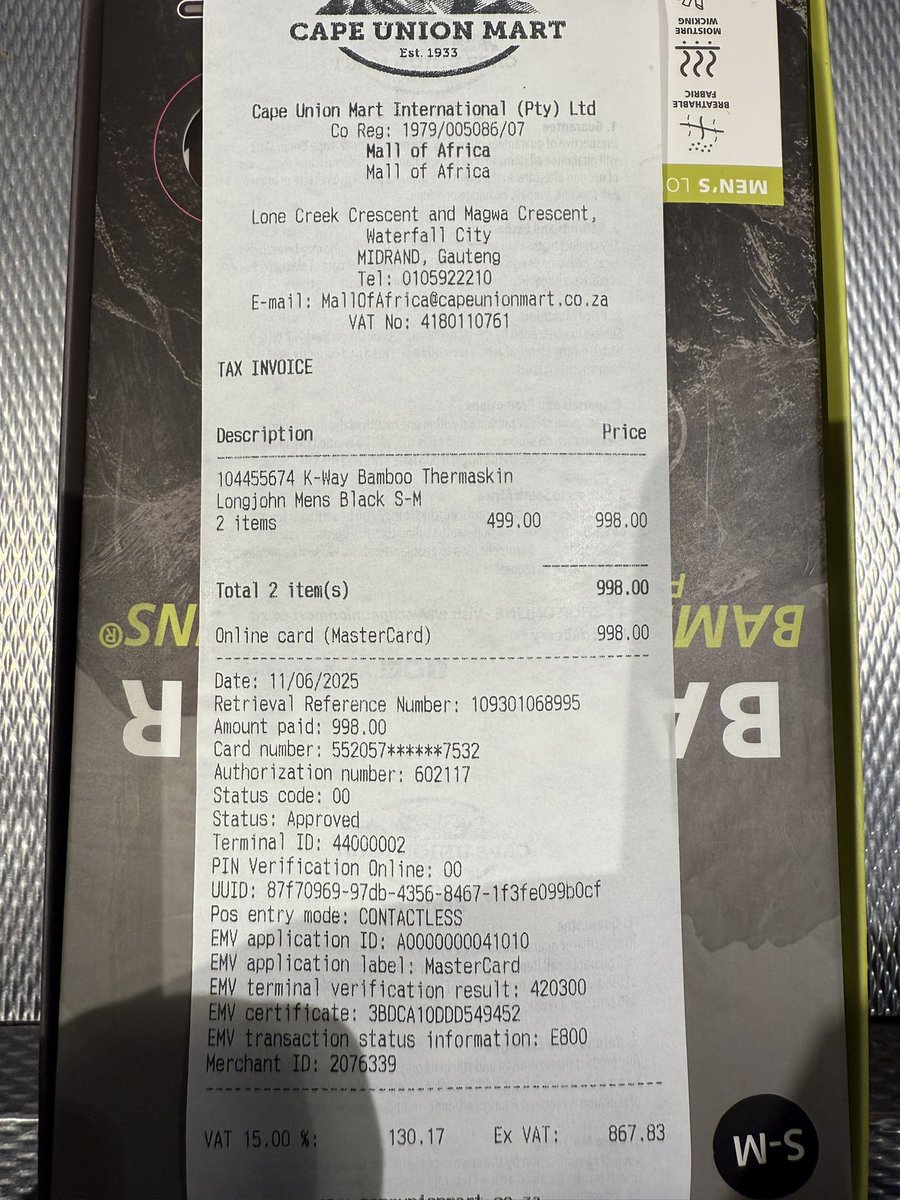 CAPE UNION MART
Est. 1933
Cape Union Mart International (Pty) Ltd
Co Reg: 1979/005086/07
Mall of Africa
Mall of Africa
Lone Creek Crescent and Magwa Crescent,
Waterfall City
MIDRAND, Gauteng
Tel: 0105922210
E-mail: MallOfAfrica@capeunionmart.co.za
VAT No: 4180110761
TAX INVOICE
Description Price
104455674 K-Way Bamboo Thermaskin
Longjohn Mens Black S-M
2 items 499.00 998.00
Total 2 item(s) 998.00
Online card (MasterCard) 998.00
Date: 11/06/2025
Retrieval Reference Number: 109301068995
Amount paid: 998.00
Card number: 552057******7532
Authorization number: 602117
Status code: 00
Status: Approved
Terminal ID: 44000002
PIN Verification Online: 00
UUID: 87f70969-97db-4356-8467-1f3fe099b0cf
Pos entry mode: CONTACTLESS
EMV application ID: A0000000041010
EMV application label: MasterCard
EMV terminal verification result: 420300
EMV certificate: 3BDCA10DDD549452
EMV transaction status information: E800
Merchant ID: 2076339
VAT 15.00 %: 130.17 Ex VAT: 867.83
MOISTURE
WICKING
BREATHABLE
FABRIC
MEN'S LO
BAM NS®
BA R
S-M